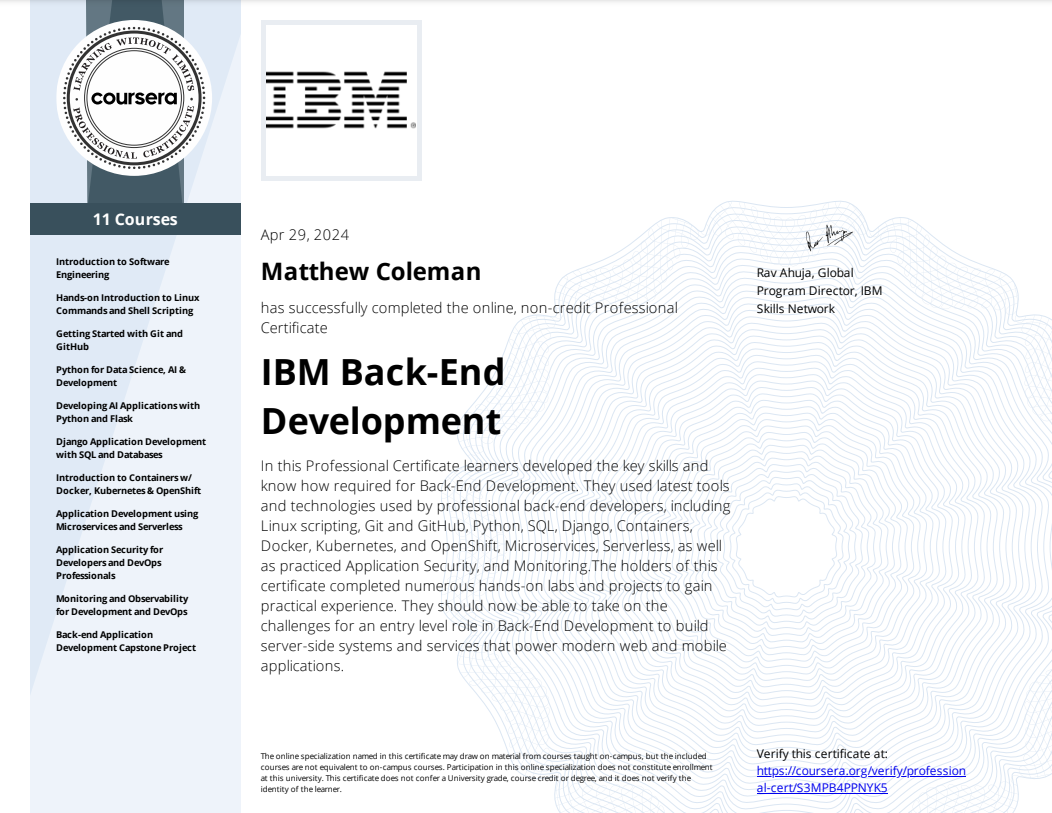 LEARNING WITHOUT LIMITS
coursera
PROFESSIONAL CERTIFICATE
IBM®
11 Courses
Introduction to Software
Engineering
Hands-on Introduction to Linux
Commands and Shell Scripting
Getting Started with Git and
GitHub
Python for Data Science, AI &
Development
Developing AI Applications with
Python and Flask
Django Application Development
with SQL and Databases
Introduction to Containers w/
Docker, Kubernetes & OpenShift
Application Development using
Microservices and Serverless
Application Security for
Developers and DevOps
Professionals
Monitoring and Observability
for Development and DevOps
Back-end Application
Development Capstone Project
Apr 29, 2024
Matthew Coleman
has successfully completed the online, non-credit Professional
Certificate
IBM Back-End
Development
In this Professional Certificate learners developed the key skills and
know how required for Back-End Development. They used latest tools
and technologies used by professional back-end developers, including
Linux scripting, Git and GitHub, Python, SQL, Django, Containers,
Docker, Kubernetes, and OpenShift, Microservices, Serverless, as well
as practiced Application Security, and Monitoring.The holders of this
certificate completed numerous hands-on labs and projects to gain
practical experience. They should now be able to take on the
challenges for an entry level role in Back-End Development to build
server-side systems and services that power modern web and mobile
applications.
Rav Ahuja
Rav Ahuja, Global
Program Director, IBM
Skills Network
The online specialization named in this certificate may draw on material from courses taught on-campus, but the included
courses are not equivalent to on-campus courses. Participation in this online specialization does not constitute enrollment
at this university. This certificate does not confer a University grade, course credit or degree, and it does not verify the
identity of the learner.
Verify this certificate at:
https://coursera.org/verify/profession
al-cert/S3MPB4PPNYK5